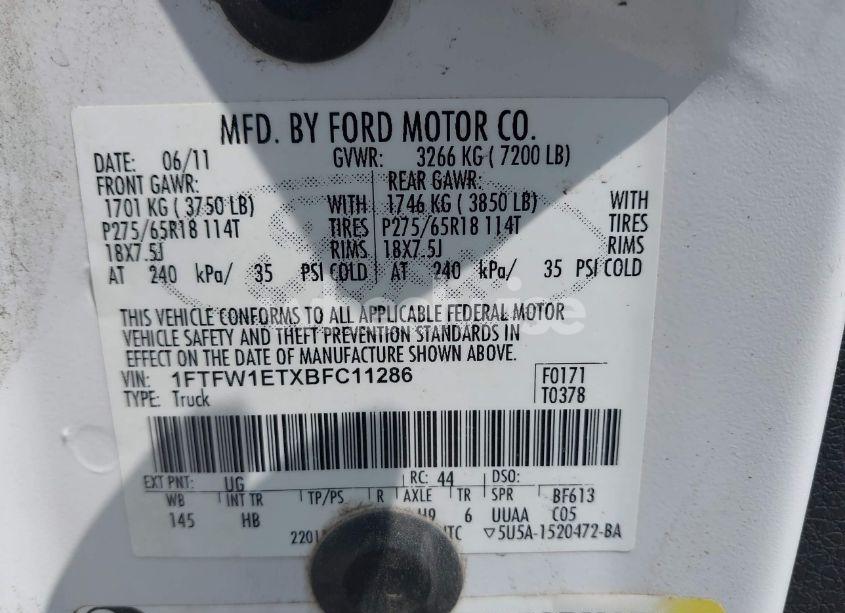 MFD. BY FORD MOTOR CO.
DATE: 06/11 GVWR: 3266 KG ( 7200 LB)
FRONT GAWR: REAR GAWR:
1701 KG ( 3750 LB) WITH 1746 KG ( 3850 LB) WITH
P275/65R18 114T TIRES P275/65R18 114T TIRES
18X7.5J RIMS 18X7.5J RIMS
AT 240 kPa/ 35 PSI COLD AT 240 kPa/ 35 PSI COLD
THIS VEHICLE CONFORMS TO ALL APPLICABLE FEDERAL MOTOR
VEHICLE SAFETY AND THEFT PREVENTION STANDARDS IN
EFFECT ON THE DATE OF MANUFACTURE SHOWN ABOVE.
VIN: 1FTFW1ETXBFC11286 F0171
TYPE: Truck T0378
EXT PNT: UG RC: 44 DSO:
WB INT TR TP/PS R AXLE TR SPR BF613
145 HB H9 6 UUAA C05
▽5U5A-1520472-BA